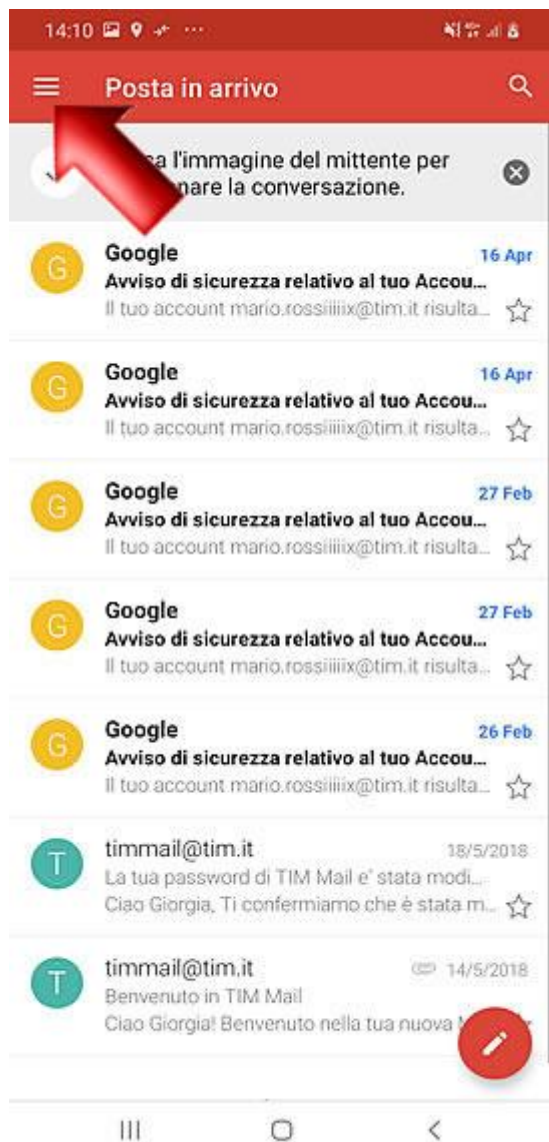 14:10
Posta in arrivo
l'immagine del mittente per
la conversazione.
Google 16 Apr
Avviso di sicurezza relativo al tuo Accou...
Il tuo account mario.rossiiiiix@tim.it risulta...
Google 16 Apr
Avviso di sicurezza relativo al tuo Accou...
Il tuo account mario.rossiiiiix@tim.it risulta...
Google 27 Feb
Avviso di sicurezza relativo al tuo Accou...
Il tuo account mario.rossiiiiix@tim.it risulta...
Google 27 Feb
Avviso di sicurezza relativo al tuo Accou...
Il tuo account mario.rossiiiiix@tim.it risulta...
Google 26 Feb
Avviso di sicurezza relativo al tuo Accou...
Il tuo account mario.rossiiiiix@tim.it risulta...
timmail@tim.it 18/5/2018
La tua password di TIM Mail e' stata modi...
Ciao Giorgia, Ti confermiamo che è stata m...
timmail@tim.it 14/5/2018
Benvenuto in TIM Mail
Ciao Giorgia! Benvenuto nella tua nuova